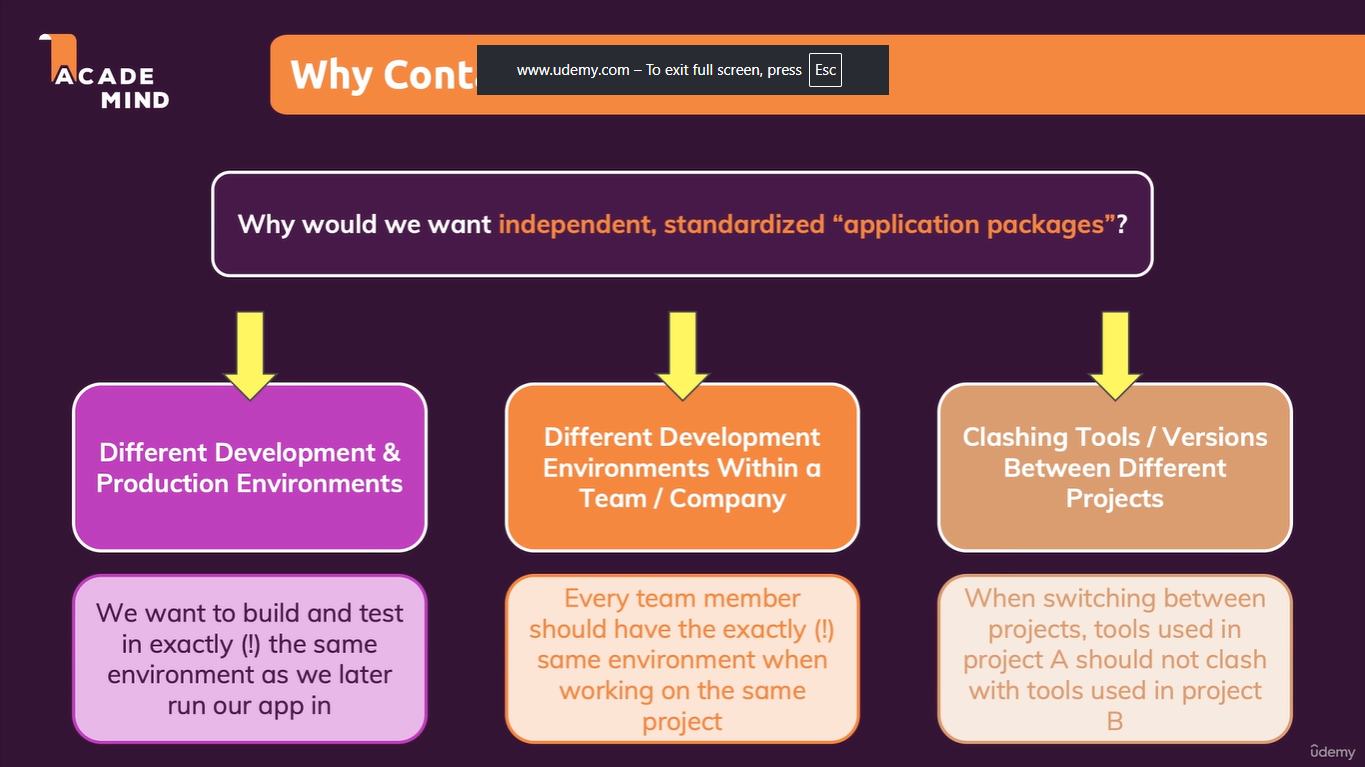 ACADE
MIND
Why Cont
www.udemy.com – To exit full screen, press Esc
Why would we want independent, standardized “application packages”?
Different Development &
Production Environments
We want to build and test
in exactly (!) the same
environment as we later
run our app in
Different Development
Environments Within a
Team / Company
Every team member
should have the exactly (!)
same environment when
working on the same
project
Clashing Tools / Versions
Between Different
Projects
When switching between
projects, tools used in
project A should not clash
with tools used in project
B
ûdemy